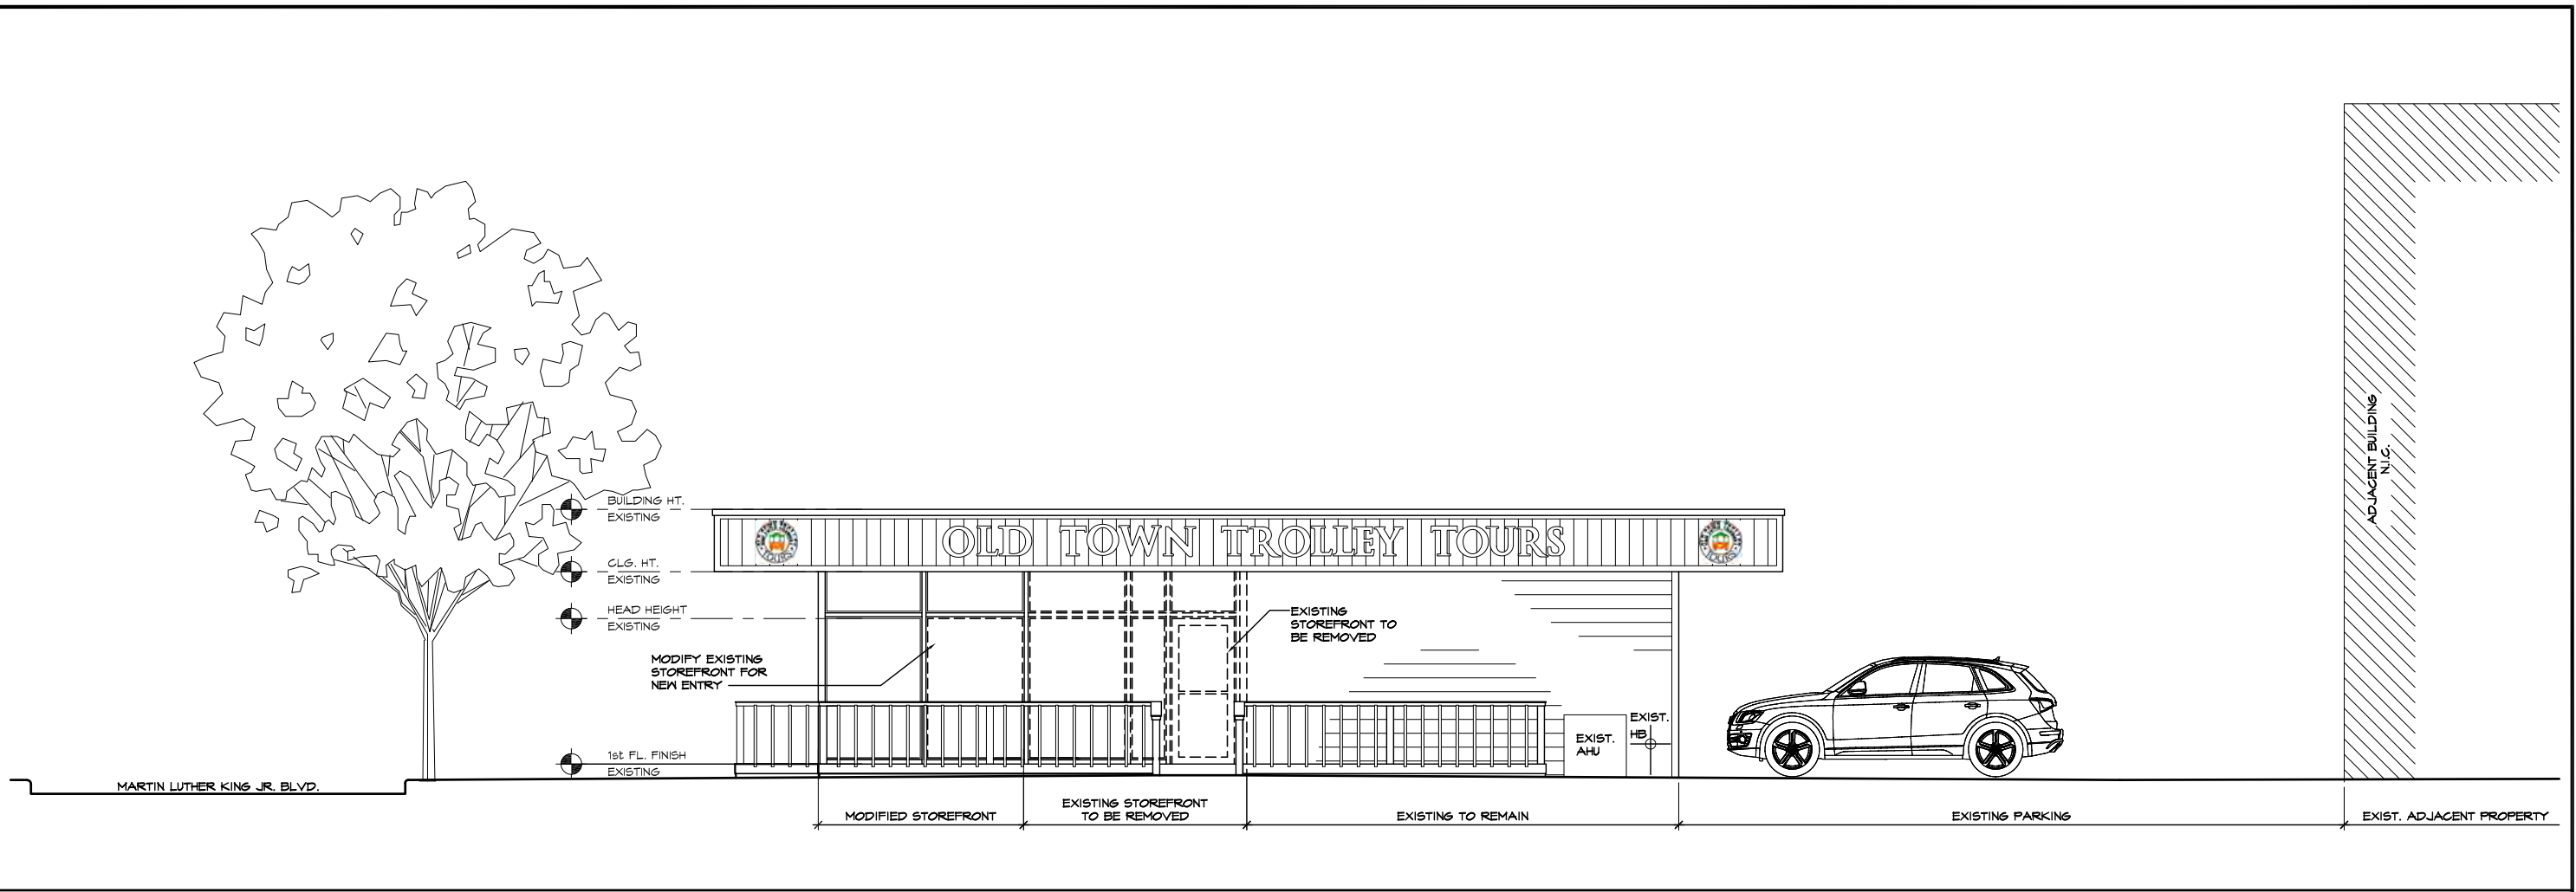 BUILDING HT.
EXISTING
OLD TOWN TROLLEY TOURS
TOURS
TOURS
CLG. HT.
EXISTING
HEAD HEIGHT
EXISTING
EXISTING
STOREFRONT TO
BE REMOVED
MODIFY EXISTING
STOREFRONT FOR
NEW ENTRY
ADJACENT BUILDING
N.I.C.
EXIST.
HB
EXIST.
AHU
1st FL. FINISH
EXISTING
MARTIN LUTHER KING JR. BLVD.
MODIFIED STOREFRONT
EXISTING STOREFRONT
TO BE REMOVED
EXISTING TO REMAIN
EXISTING PARKING
EXIST. ADJACENT PROPERTY